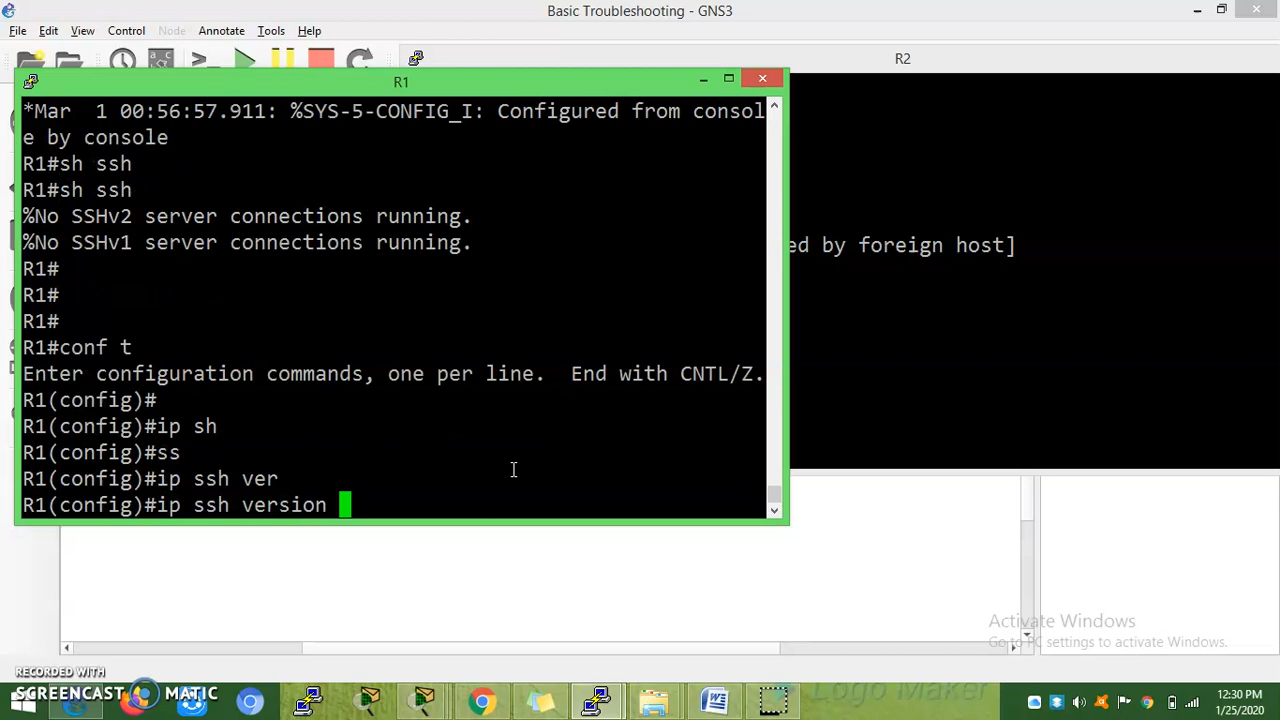 Basic Troubleshooting - GNS3
File Edit View Control Node Annotate Tools Help
R2
R1
*Mar  1 00:56:57.911: %SYS-5-CONFIG_I: Configured from consol
e by console
R1#sh ssh
R1#sh ssh
%No SSHv2 server connections running.
%No SSHv1 server connections running.
R1#
R1#
R1#
R1#conf t
Enter configuration commands, one per line.  End with CNTL/Z.
R1(config)#
R1(config)#ip sh
R1(config)#ss
R1(config)#ip ssh ver
R1(config)#ip ssh version
ed by foreign host]
Activate Windows
Go to PC settings to activate Windows.
RECORDED WITH
SCREENCAST MATIC
Logo Maker
12:30 PM
1/25/2020